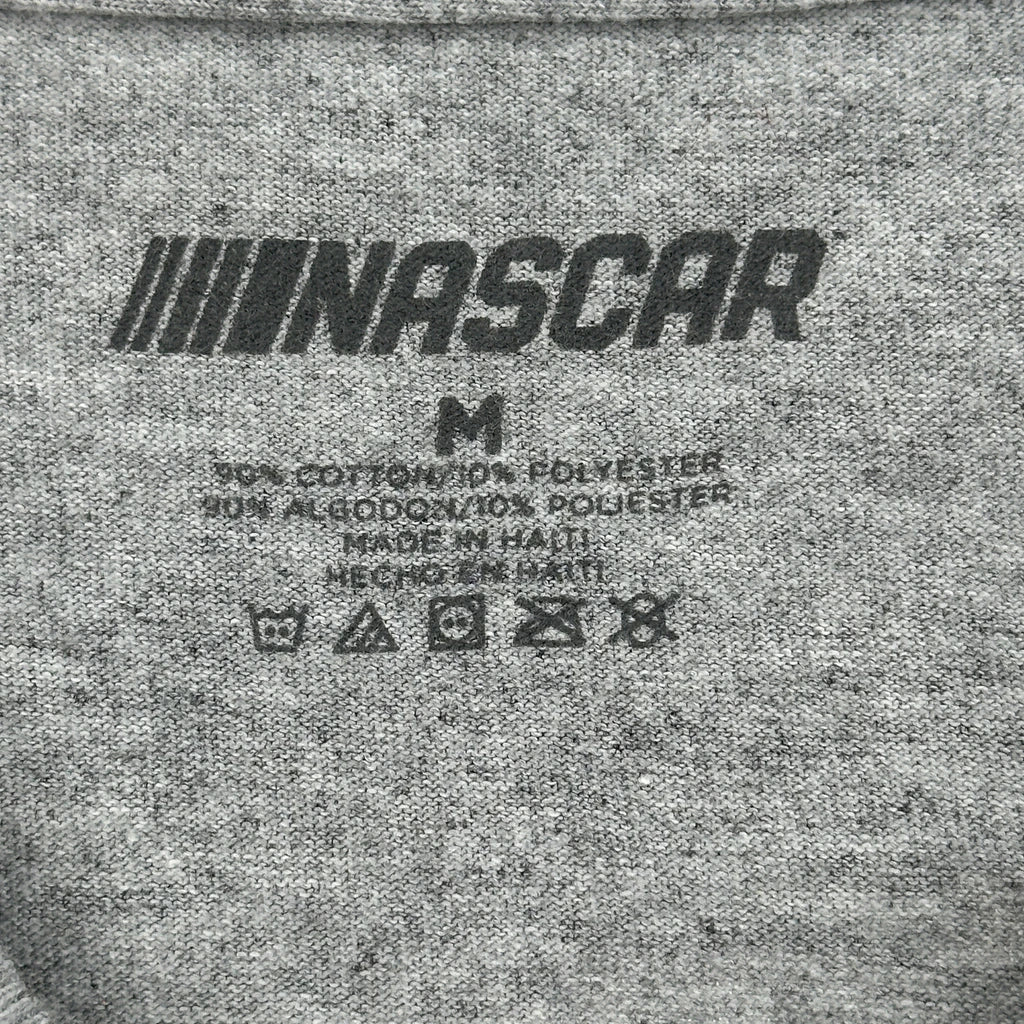 NASCAR
M
90% COTTON/10% POLYESTER
90% ALGODON/10% POLIESTER
MADE IN HAITI
HECHO EN HAITI